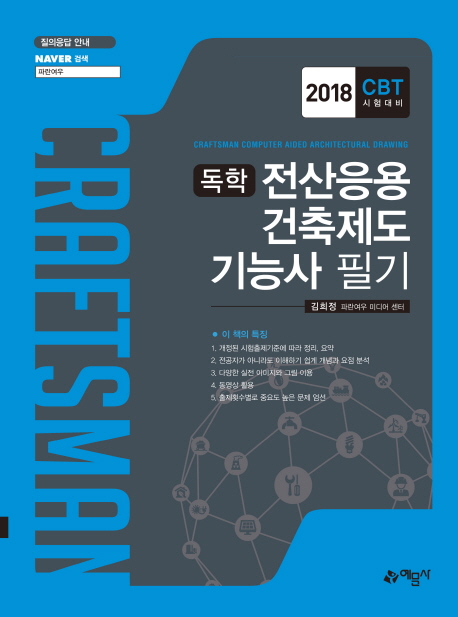 질의응답 안내
NAVER 검색
파란여우
2018 CBT
시험대비
CRAFTSMAN COMPUTER AIDED ARCHITECTURAL DRAWING
독학 전산응용
건축제도
기능사 필기
김희정 파란여우 미디어 센터
● 이 책의 특징
1. 개정된 시험출제기준에 따라 정리, 요약
2. 전공자가 아니라도 이해하기 쉽게 개념과 요점 분석
3. 다양한 실전 이미지와 그림 이용
4. 동영상 활용
5. 출제횟수별로 중요도 높은 문제 엄선
CRAFTSMAN
예문사